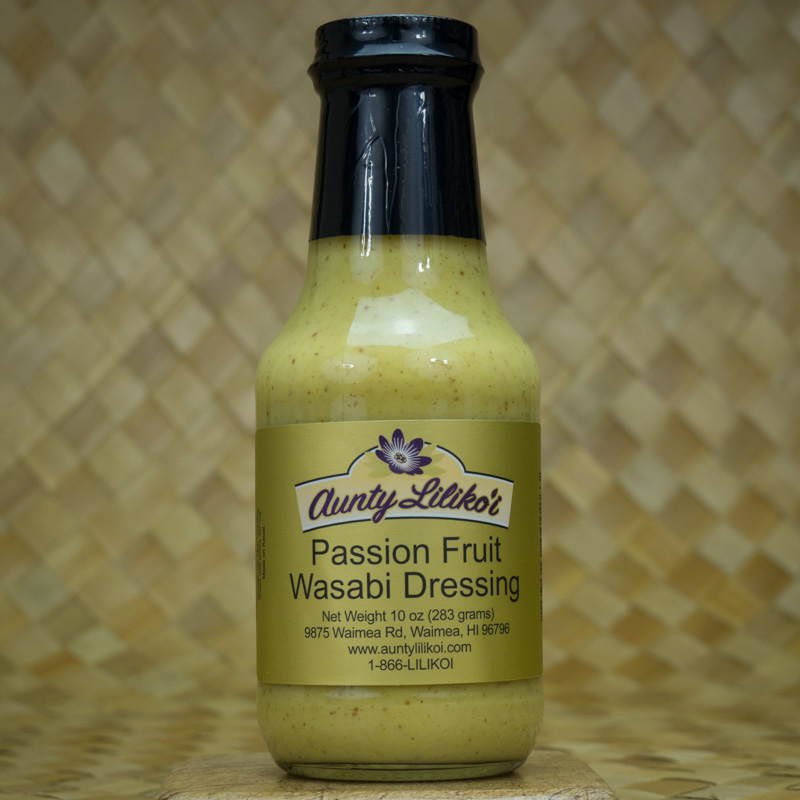 Aunty Liliko'i
Passion Fruit
Wasabi Dressing
Net Weight 10 oz (283 grams)
9875 Waimea Rd, Waimea, HI 96796
www.auntylilikoi.com
1-866-LILIKOI